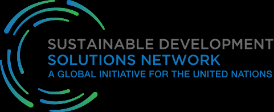 SUSTAINABLE DEVELOPMENT
SOLUTIONS NETWORK
A GLOBAL INITIATIVE FOR THE UNITED NATIONS